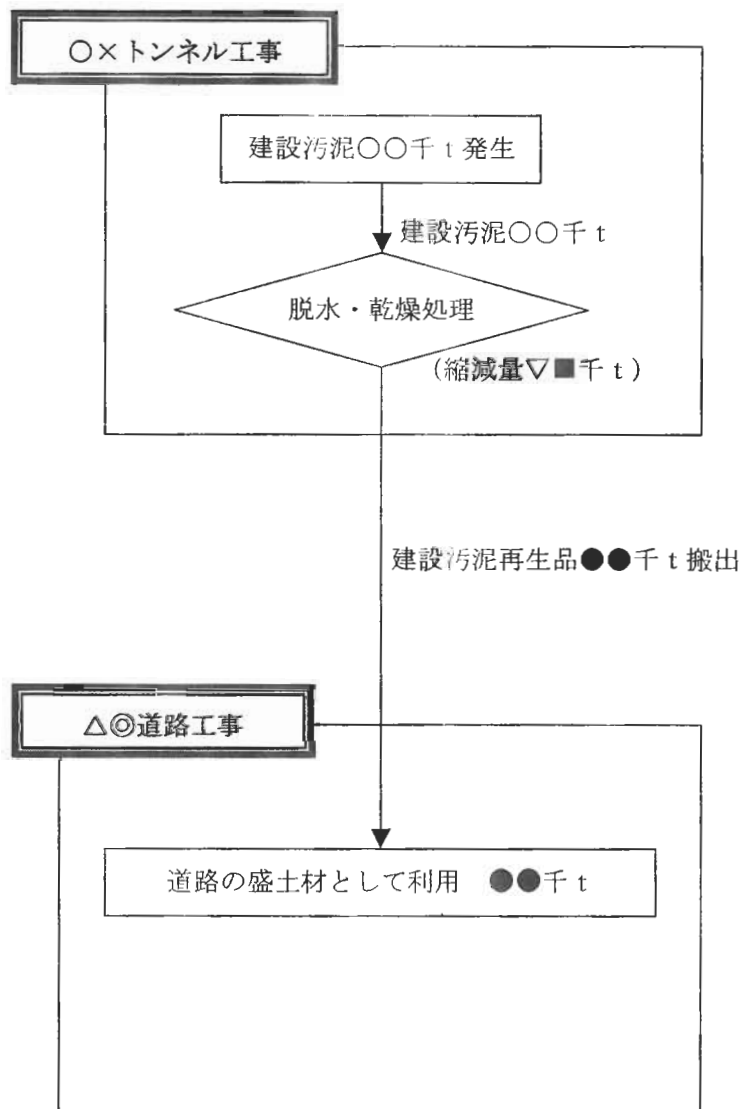 ○×トンネル工事
建設汚泥○○千t発生
建設汚泥○○千t
脱水・乾燥処理
(縮減量▽■千t)
建設汚泥再生品●●千t搬出
△◎道路工事
道路の盛土材として利用　●●千t